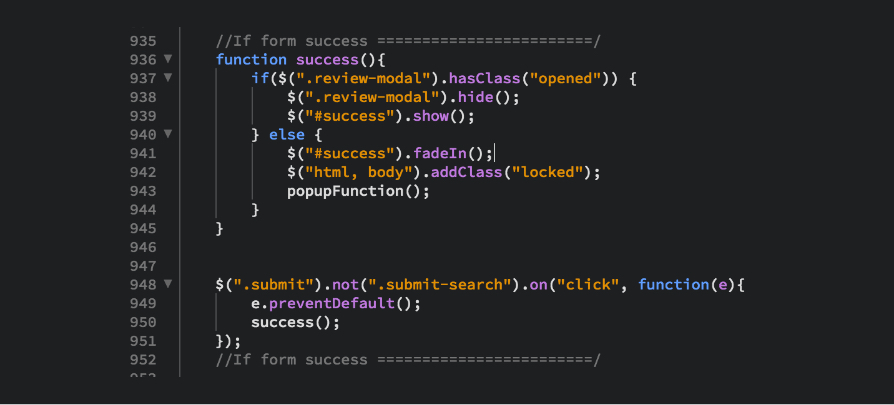 935 //If form success ========================/
936 function success(){
937 if($(".review-modal").hasClass("opened")) {
938 $(".review-modal").hide();
939 $("#success").show();
940 } else {
941 $("#success").fadeIn();
942 $("html, body").addClass("locked");
943 popupFunction();
944 }
945 }
946
947
948 $(".submit").not(".submit-search").on("click", function(e){
949 e.preventDefault();
950 success();
951 });
952 //If form success ========================/